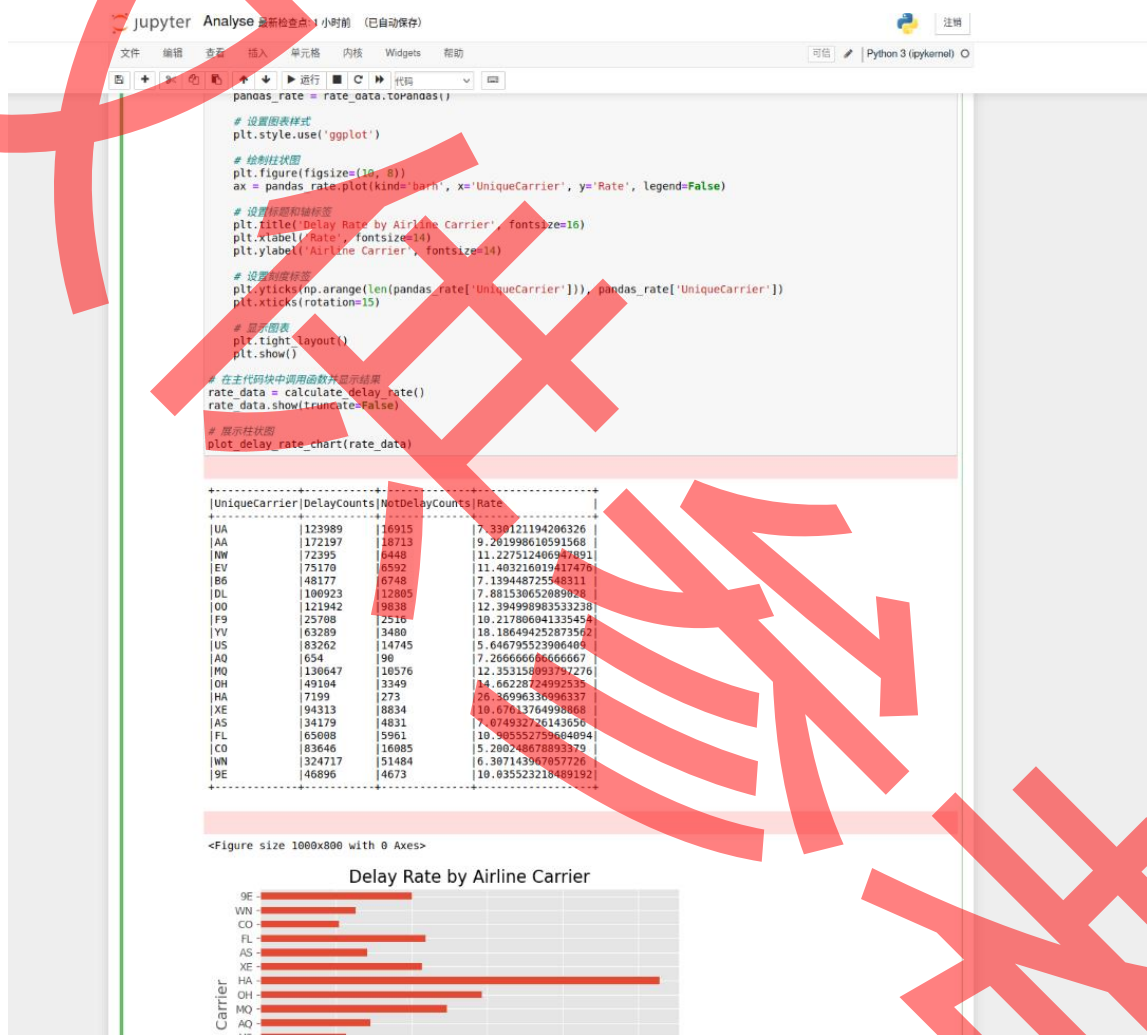 jupyter Analyse 最新检查点: 1 小时前 (已自动保存) 注销
文件 编辑 查看 插入 单元格 内核 Widgets 帮助 可信 Python 3 (ipykernel)
运行 代码
pandas_rate = rate_data.toPandas()
# 设置图表样式
plt.style.use('ggplot')
# 绘制柱状图
plt.figure(figsize=(10, 8))
ax = pandas_rate.plot(kind='barh', x='UniqueCarrier', y='Rate', legend=False)
# 设置标题和轴标签
plt.title('Delay Rate by Airline Carrier', fontsize=16)
plt.xlabel('Rate', fontsize=14)
plt.ylabel('Airline Carrier', fontsize=14)
# 设置刻度标签
plt.yticks(np.arange(len(pandas_rate['UniqueCarrier'])), pandas_rate['UniqueCarrier'])
plt.xticks(rotation=15)
# 显示图表
plt.tight_layout()
plt.show()
# 在主代码块中调用函数并显示结果
rate_data = calculate_delay_rate()
rate_data.show(truncate=False)
# 展示柱状图
plot_delay_rate_chart(rate_data)
+-------------+-----------+--------------+------------------+
|UniqueCarrier|DelayCounts|NotDelayCounts|Rate |
+-------------+-----------+--------------+------------------+
|UA |123989 |16915 |7.330121194206326 |
|AA |172197 |18713 |9.201998610591568 |
|NW |72395 |6448 |11.227512406947891|
|EV |75170 |6592 |11.403216019417476|
|B6 |48177 |6748 |7.139448725548311 |
|DL |100923 |12805 |7.881530652089028 |
|OO |121942 |9838 |12.394998983533238|
|F9 |25708 |2516 |10.217806041335454|
|YV |63289 |3480 |18.186494252873562|
|US |83262 |14745 |5.646795523906409 |
|AQ |654 |90 |7.266666666666667 |
|MQ |130647 |10576 |12.353158093797276|
|OH |49104 |3349 |14.66228724992535 |
|HA |7199 |273 |26.36996336996337 |
|XE |94313 |8834 |10.67613764998868 |
|AS |34179 |4831 |7.074932726143656 |
|FL |65008 |5961 |10.905552759604094|
|CO |83646 |16085 |5.200248678893379 |
|WN |324717 |51484 |6.307143967057726 |
|9E |46896 |4673 |10.035523218489192|
+-------------+-----------+--------------+------------------+
<Figure size 1000x800 with 0 Axes>
Delay Rate by Airline Carrier
9E
WN
CO
FL
AS
XE
HA
OH
MQ
AQ
Carrier